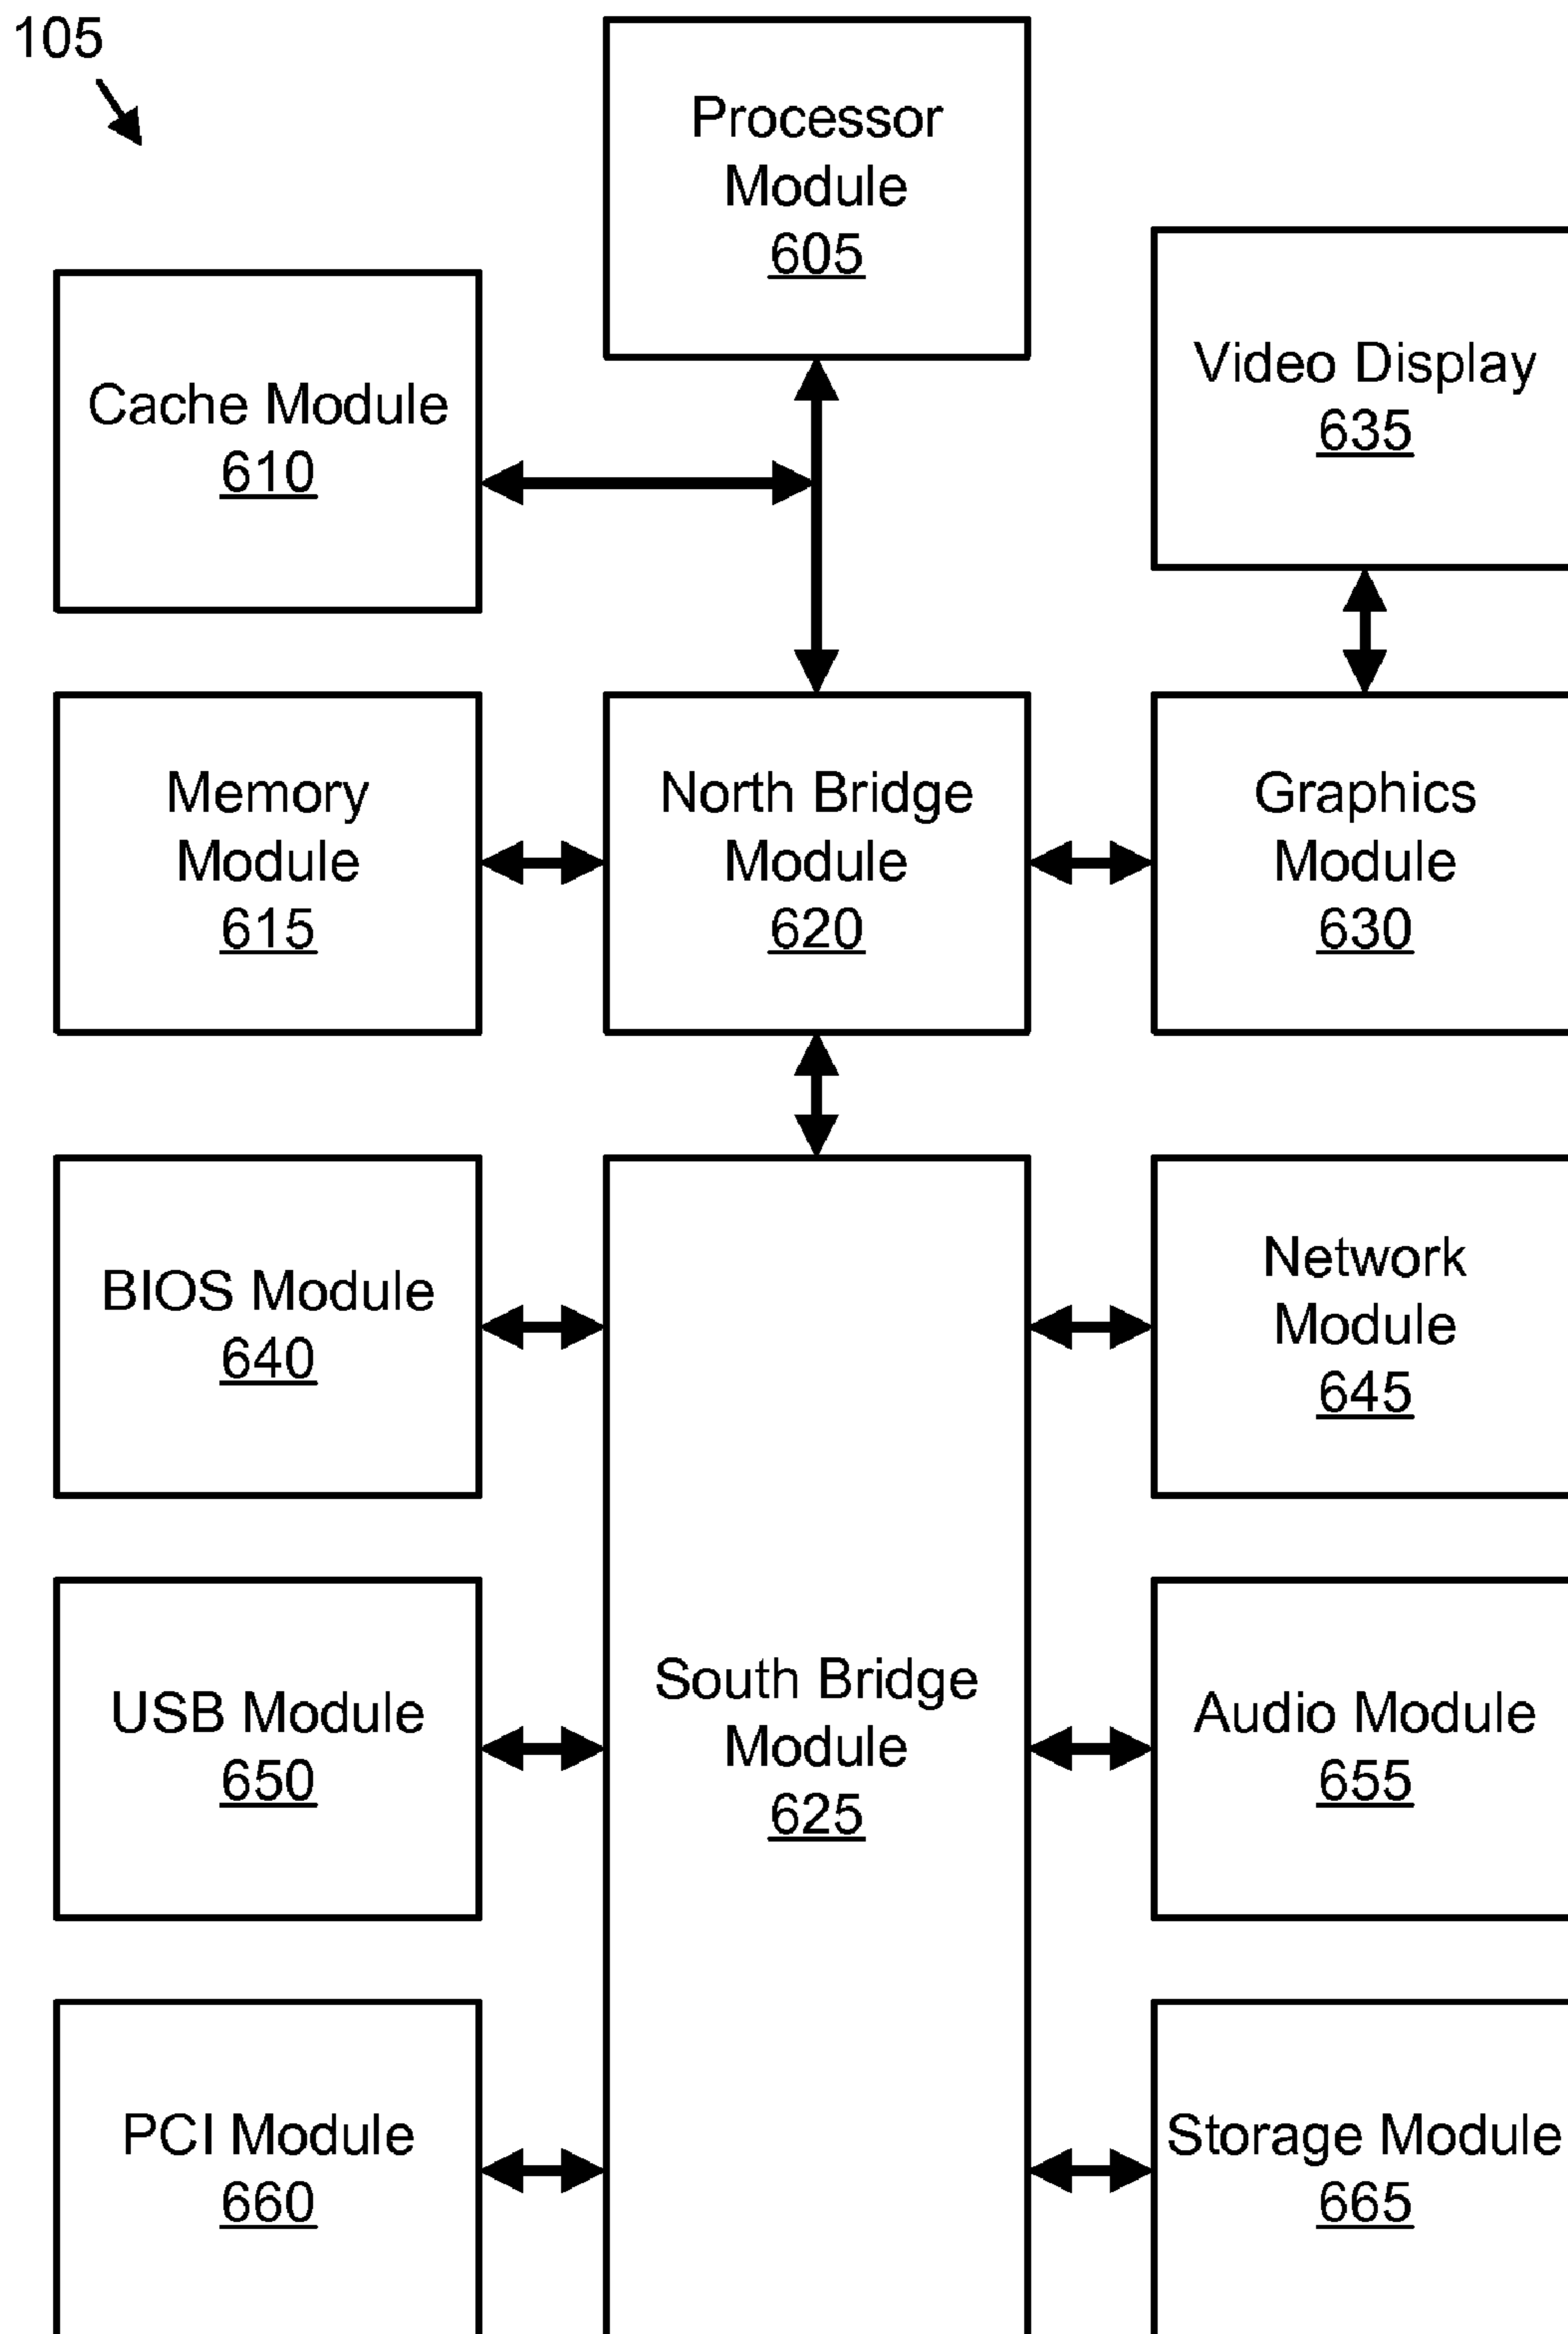 105
Processor
Module
605
Cache Module
610
Video Display
635
Memory
Module
615
North Bridge
Module
620
Graphics
Module
630
BIOS Module
640
Network
Module
645
USB Module
650
South Bridge
Module
625
Audio Module
655
PCI Module
660
Storage Module
665